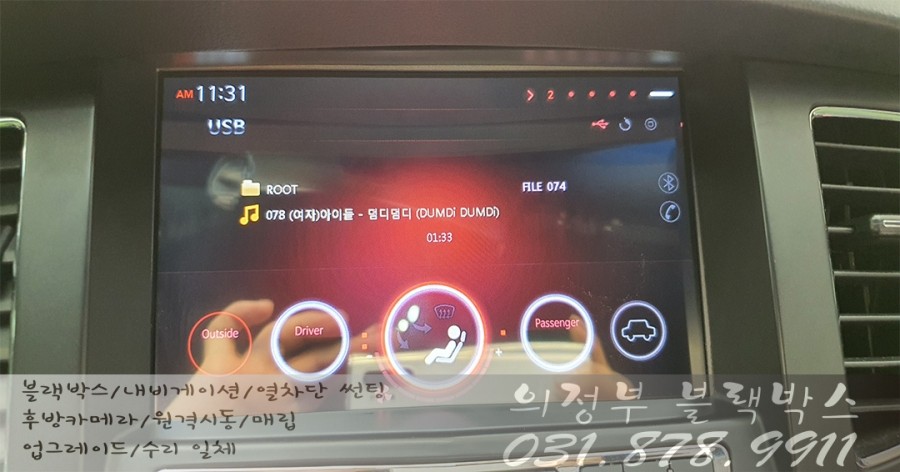 AM 11:31
2
USB
ROOT
FILE 074
078 (여자)아이들 - 덤디덤디 (DUMDi DUMDi)
01:33
Outside
Driver
Passenger
블랙박스/내비게이션/열차단 썬팅
후방카메라/원격시동/매립
업그레이드/수리 일체
의정부 블랙박스
031.878.9911